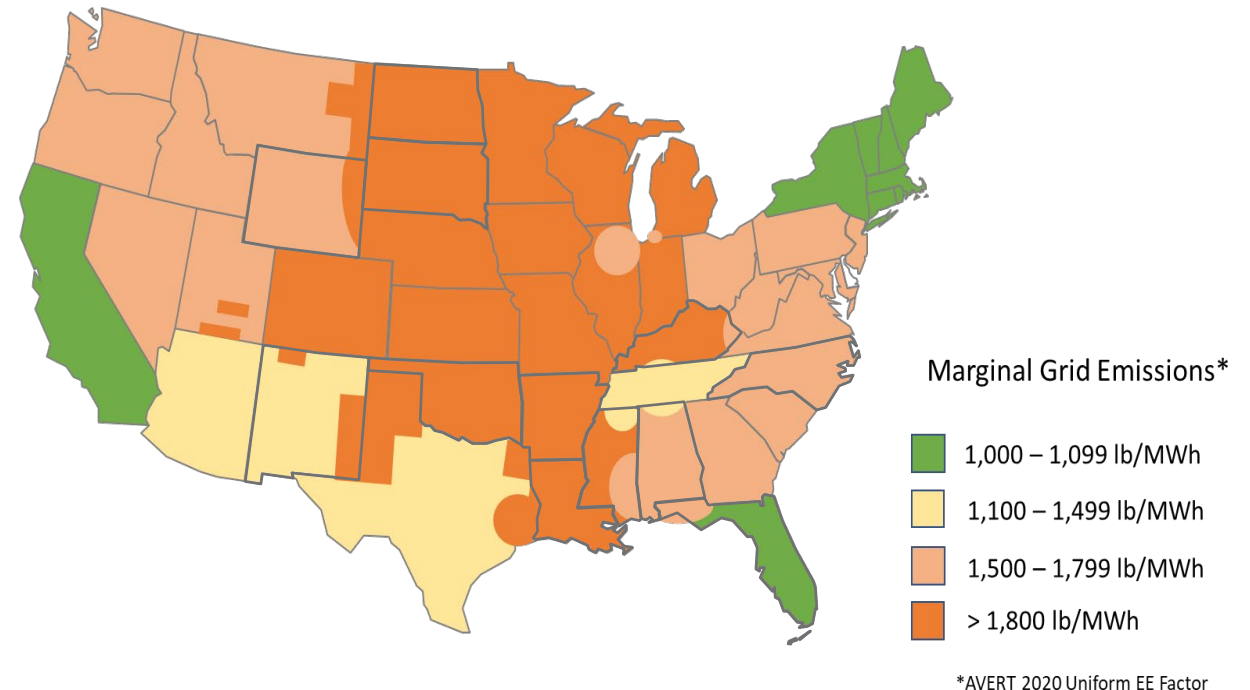 Marginal Grid Emissions*
1,000 – 1,099 lb/MWh
1,100 – 1,499 lb/MWh
1,500 – 1,799 lb/MWh
> 1,800 lb/MWh
*AVERT 2020 Uniform EE Factor